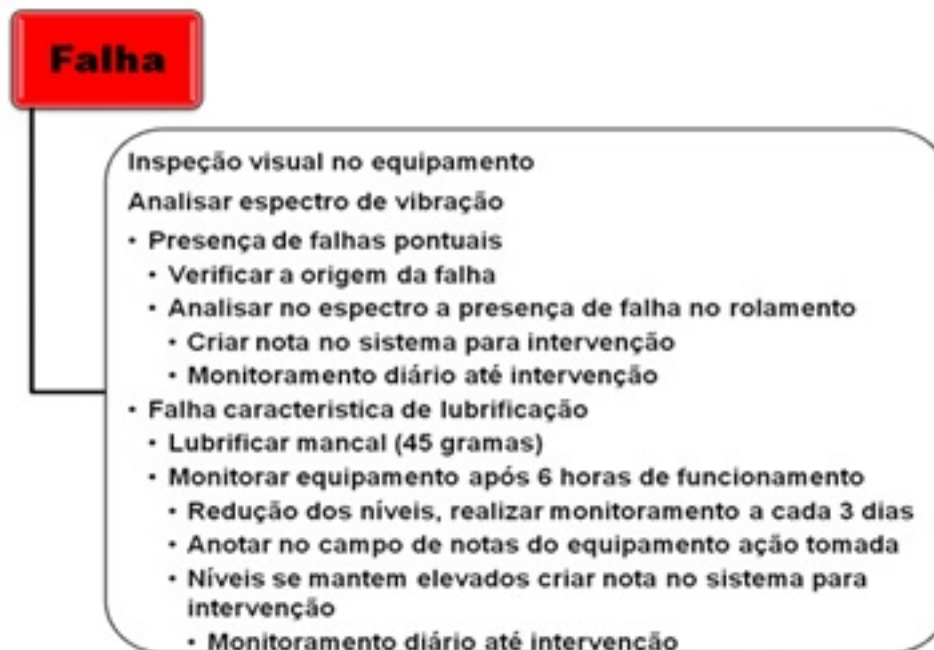 Falha
Inspeção visual no equipamento
Analisar espectro de vibração
• Presença de falhas pontuais
• Verificar a origem da falha
• Analisar no espectro a presença de falha no rolamento
• Criar nota no sistema para intervenção
• Monitoramento diário até intervenção
• Falha caracteristica de lubrificação
• Lubrificar mancal (45 gramas)
• Monitorar equipamento após 6 horas de funcionamento
• Redução dos níveis, realizar monitoramento a cada 3 dias
• Anotar no campo de notas do equipamento ação tomada
• Níveis se mantem elevados criar nota no sistema para
intervenção
• Monitoramento diário até intervenção